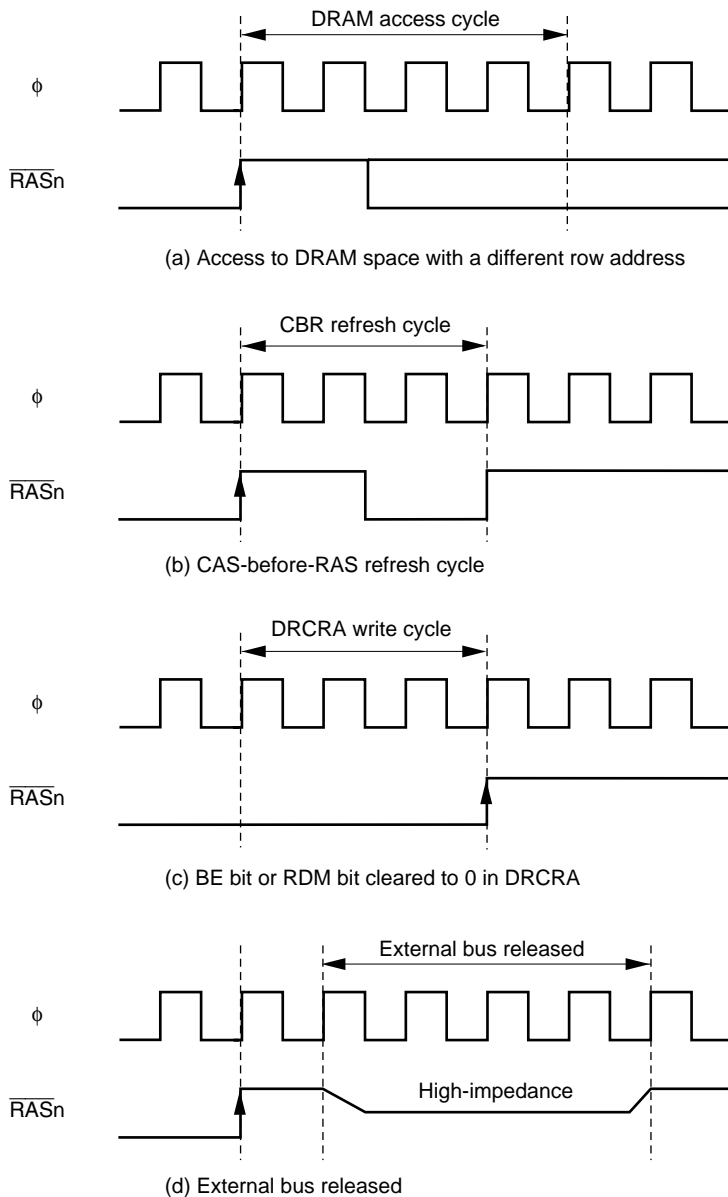 DRAM access cycle
φ
RASn
(a) Access to DRAM space with a different row address
CBR refresh cycle
φ
RASn
(b) CAS-before-RAS refresh cycle
DRCRA write cycle
φ
RASn
(c) BE bit or RDM bit cleared to 0 in DRCRA
External bus released
φ
RASn
High-impedance
(d) External bus released